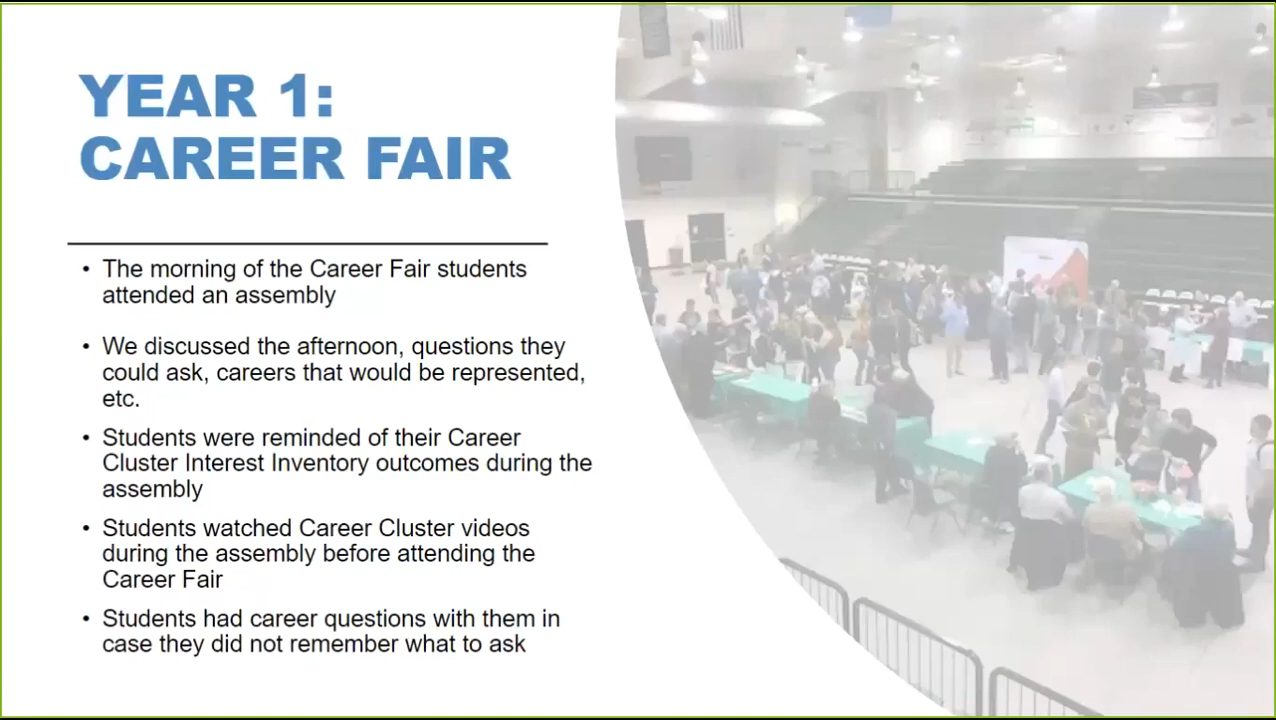 YEAR 1:
CAREER FAIR
• The morning of the Career Fair students
attended an assembly
• We discussed the afternoon, questions they
could ask, careers that would be represented,
etc.
• Students were reminded of their Career
Cluster Interest Inventory outcomes during the
assembly
• Students watched Career Cluster videos
during the assembly before attending the
Career Fair
• Students had career questions with them in
case they did not remember what to ask